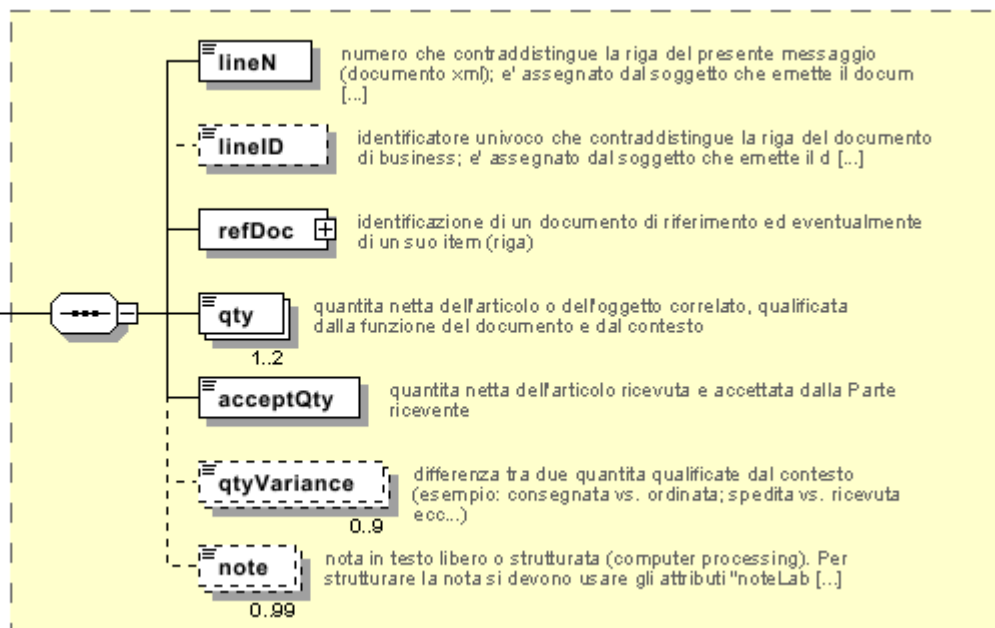 lineN
numero che contraddistingue la riga del presente messaggio
(documento xml); e' assegnato dal soggetto che emette il docum
[...]
lineID
identificatore univoco che contraddistingue la riga del documento
di business; e' assegnato dal soggetto che emette il d [...]
refDoc
identificazione di un documento di riferimento ed eventualmente
di un suo item (riga)
qty
quantita netta dell'articolo o dell'oggetto correlato, qualificata
dalla funzione del documento e dal contesto
1..2
acceptQty
quantita netta dell'articolo ricevuta e accettata dalla Parte
ricevente
qtyVariance
differenza tra due quantita qualificate dal contesto
(esempio: consegnata vs. ordinata; spedita vs. ricevuta
ecc...)
0..9
note
nota in testo libero o strutturata (computer processing). Per
strutturare la nota si devono usare gli attributi "noteLab [...]
0..99